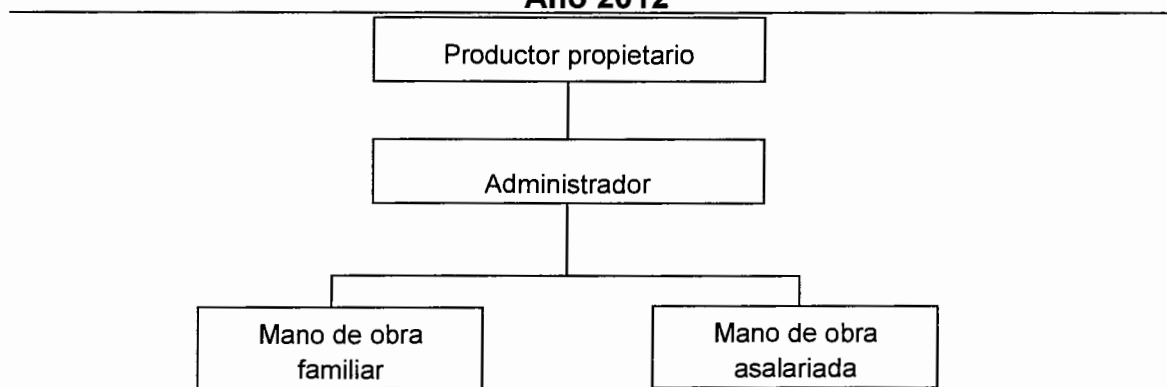 Año 2012
Productor propietario
Administrador
Mano de obra
familiar
Mano de obra
asalariada